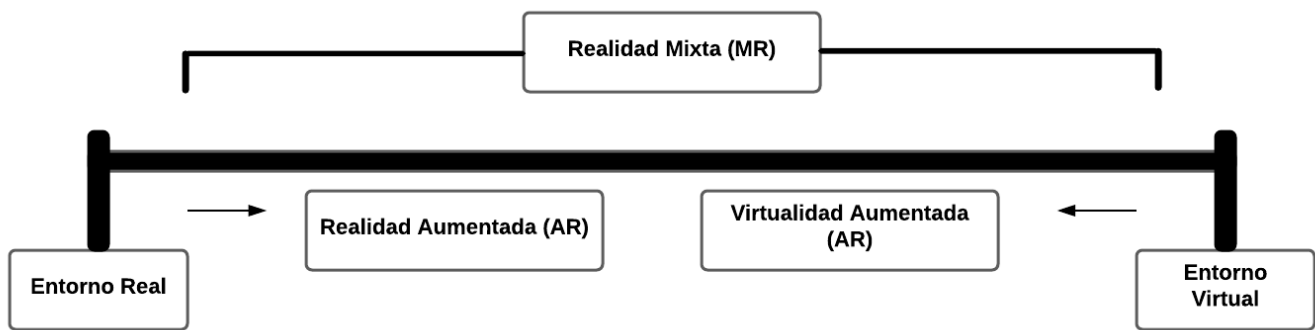 Realidad Mixta (MR)
Realidad Aumentada (AR)
Virtualidad Aumentada
(AR)
Entorno Real
Entorno
Virtual